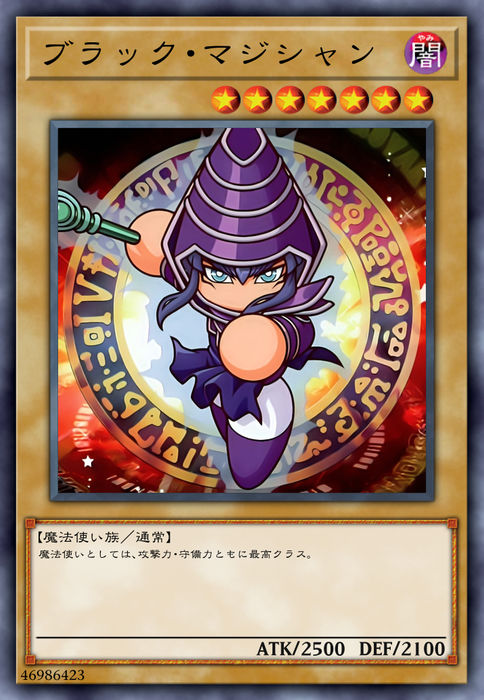 ブラック・マジシャン
やみ
闇
【魔法使い族／通常】
魔法使いとしては、攻撃力・守備力ともに最高クラス。
ATK/2500 DEF/2100
46986423